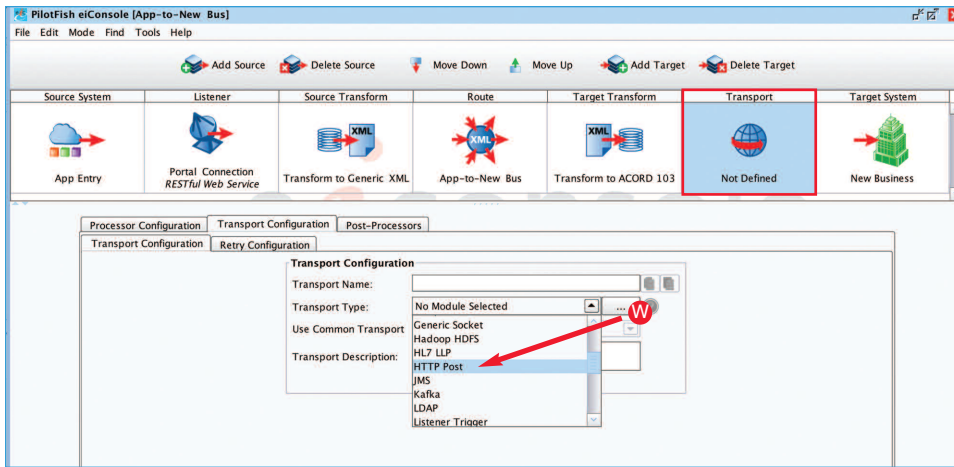 PilotFish eiConsole [App-to-New Bus]
File Edit Mode Find Tools Help
Add Source Delete Source Move Down Move Up Add Target Delete Target
Source System Listener Source Transform Route Target Transform Transport Target System
XML XML XML
App Entry Portal Connection Transform to Generic XML App-to-New Bus Transform to ACORD 103 Not Defined New Business
RESTful Web Service
Processor Configuration Transport Configuration Post-Processors
Transport Configuration Retry Configuration
Transport Configuration
Transport Name:
Transport Type: No Module Selected ...
W
Use Common Transport Generic Socket
Hadoop HDFS
Transport Description: HL7 LLP
HTTP Post
JMS
Kafka
LDAP
Listener Trigger